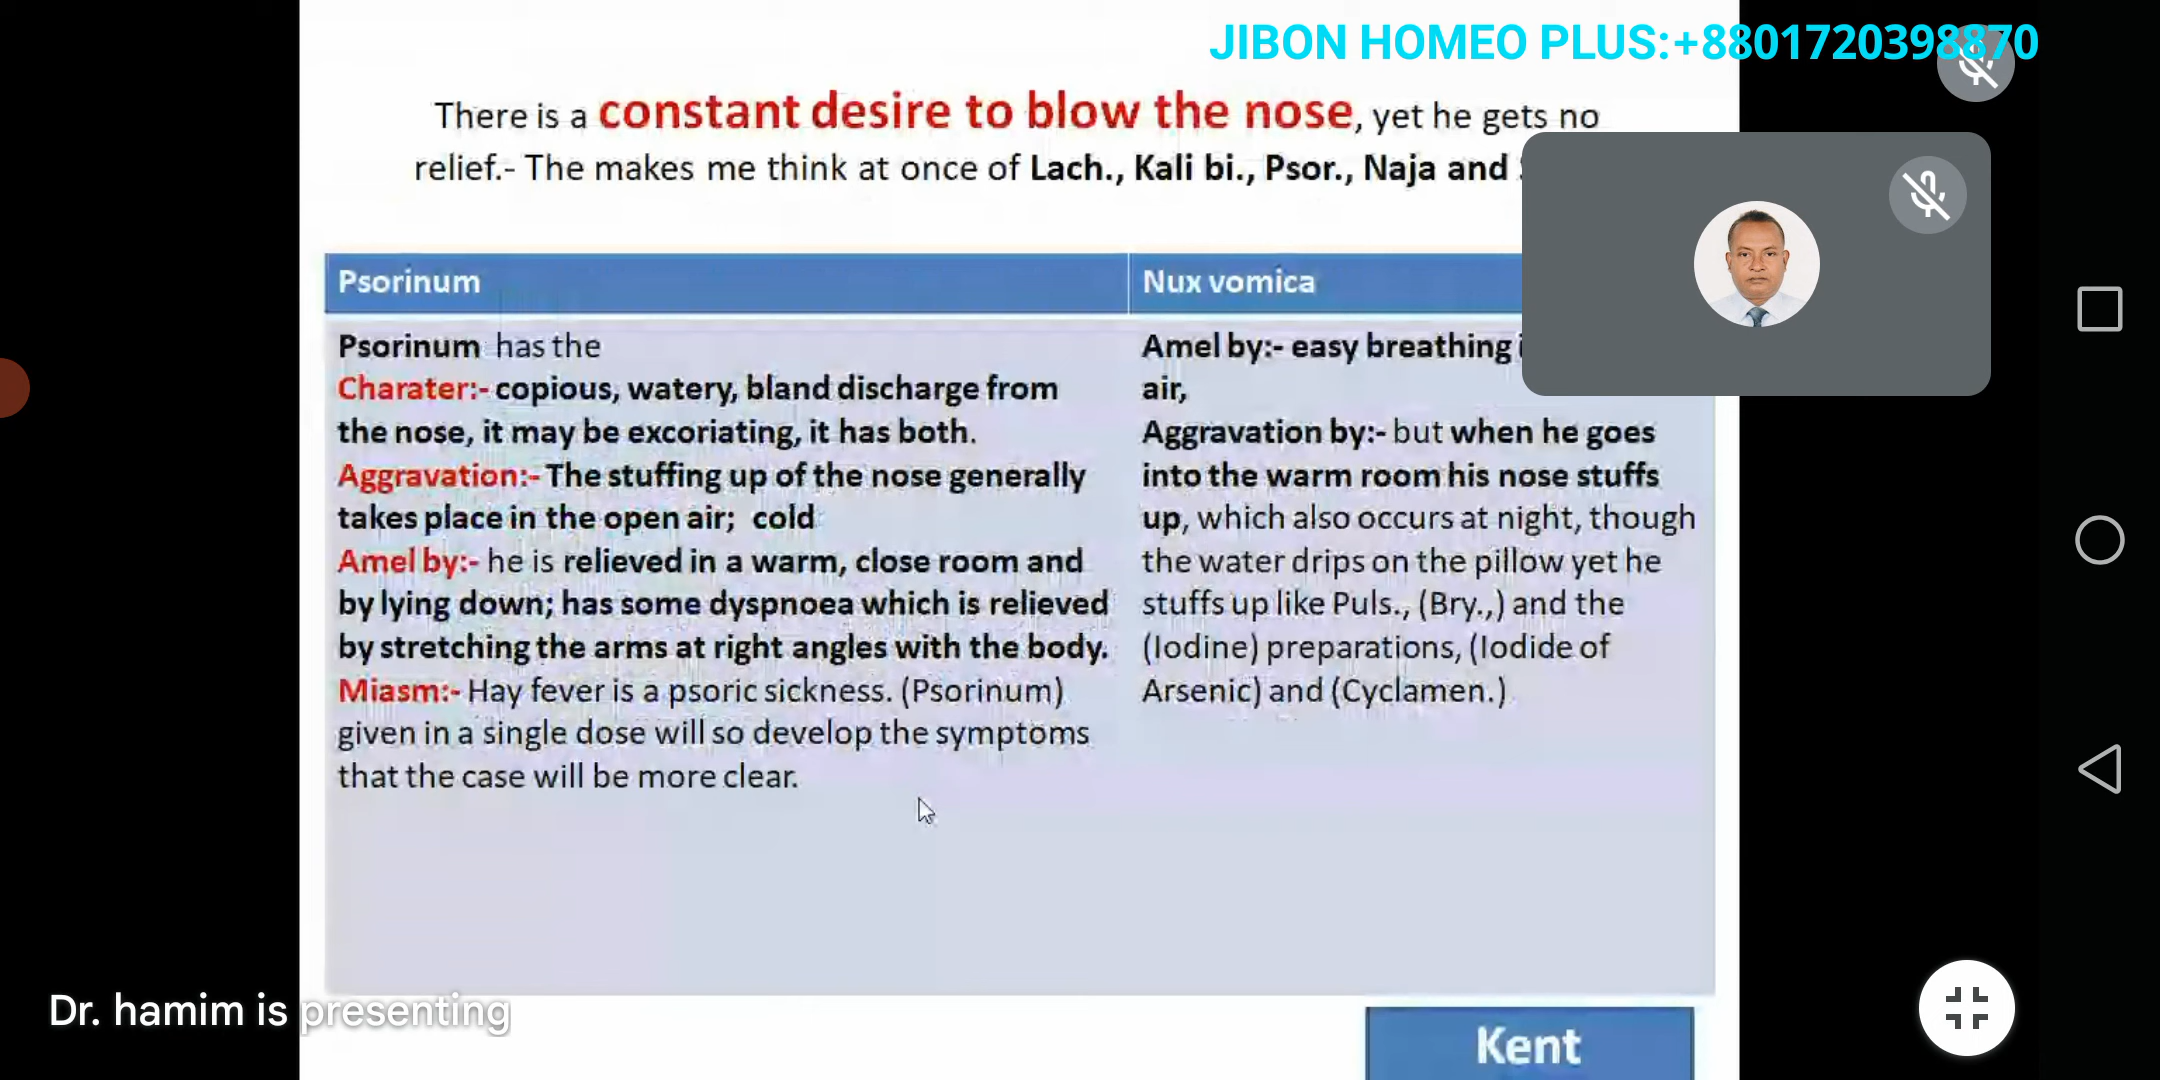 JIBON HOMEO PLUS:+8801720398870
There is a constant desire to blow the nose, yet he gets no
relief.- The makes me think at once of Lach., Kali bi., Psor., Naja and
Psorinum
Psorinum has the
Charater:- copious, watery, bland discharge from
the nose, it may be excoriating, it has both.
Aggravation:- The stuffing up of the nose generally
takes place in the open air; cold
Amel by:- he is relieved in a warm, close room and
by lying down; has some dyspnoea which is relieved
by stretching the arms at right angles with the body.
Miasm:- Hay fever is a psoric sickness. (Psorinum)
given in a single dose will so develop the symptoms
that the case will be more clear.
Nux vomica
Amel by:- easy breathing
air,
Aggravation by:- but when he goes
into the warm room his nose stuffs
up, which also occurs at night, though
the water drips on the pillow yet he
stuffs up like Puls., (Bry.,) and the
(Iodine) preparations, (Iodide of
Arsenic) and (Cyclamen.)
Kent
Dr. hamim is presenting